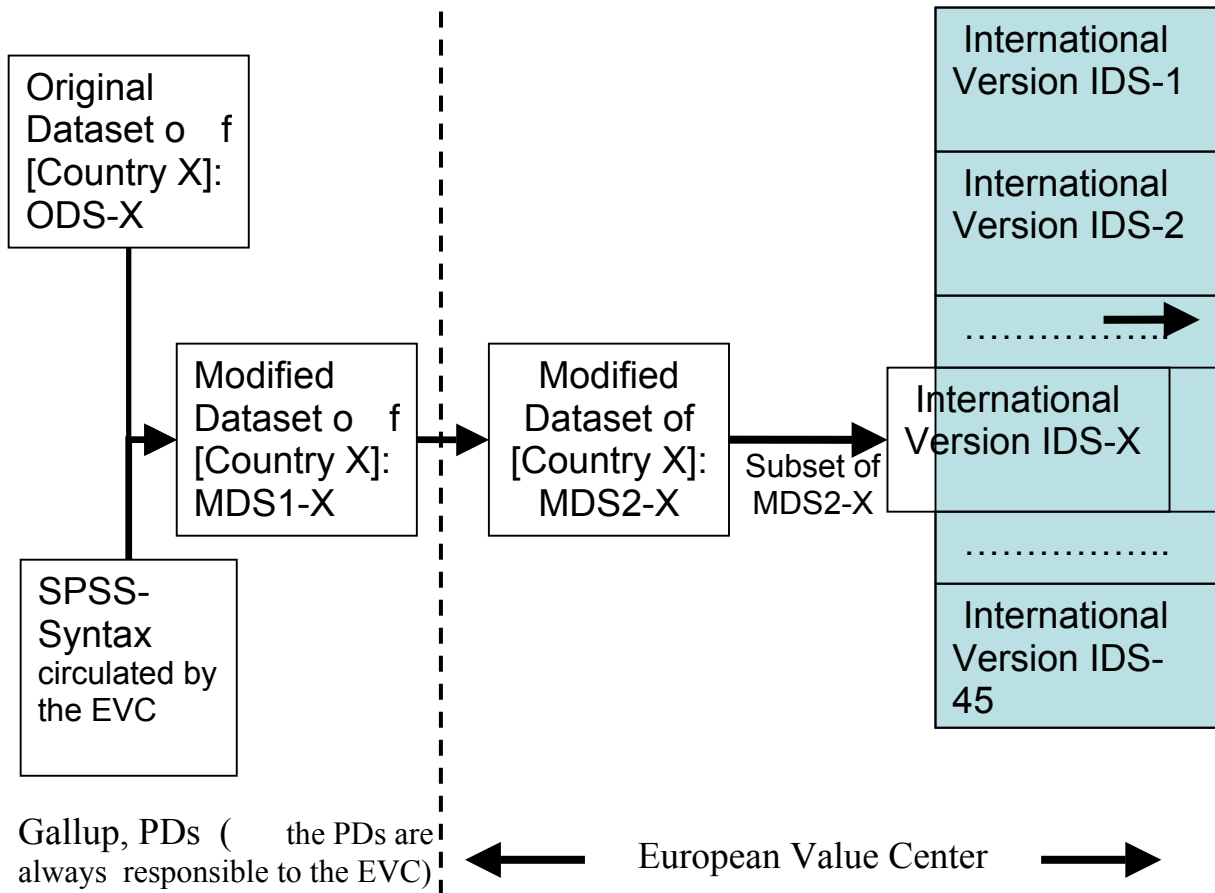 Original
Dataset o f
[Country X]:
ODS-X
SPSS-
Syntax
circulated by
the EVC
Modified
Dataset o f
[Country X]:
MDS1-X
Modified
Dataset of
[Country X]:
MDS2-X
Subset of
MDS2-X
International
Version IDS-1
International
Version IDS-2
………………..
International
Version IDS-X
………………..
International
Version IDS-
45
Gallup, PDs ( the PDs are
always responsible to the EVC)
European Value Center